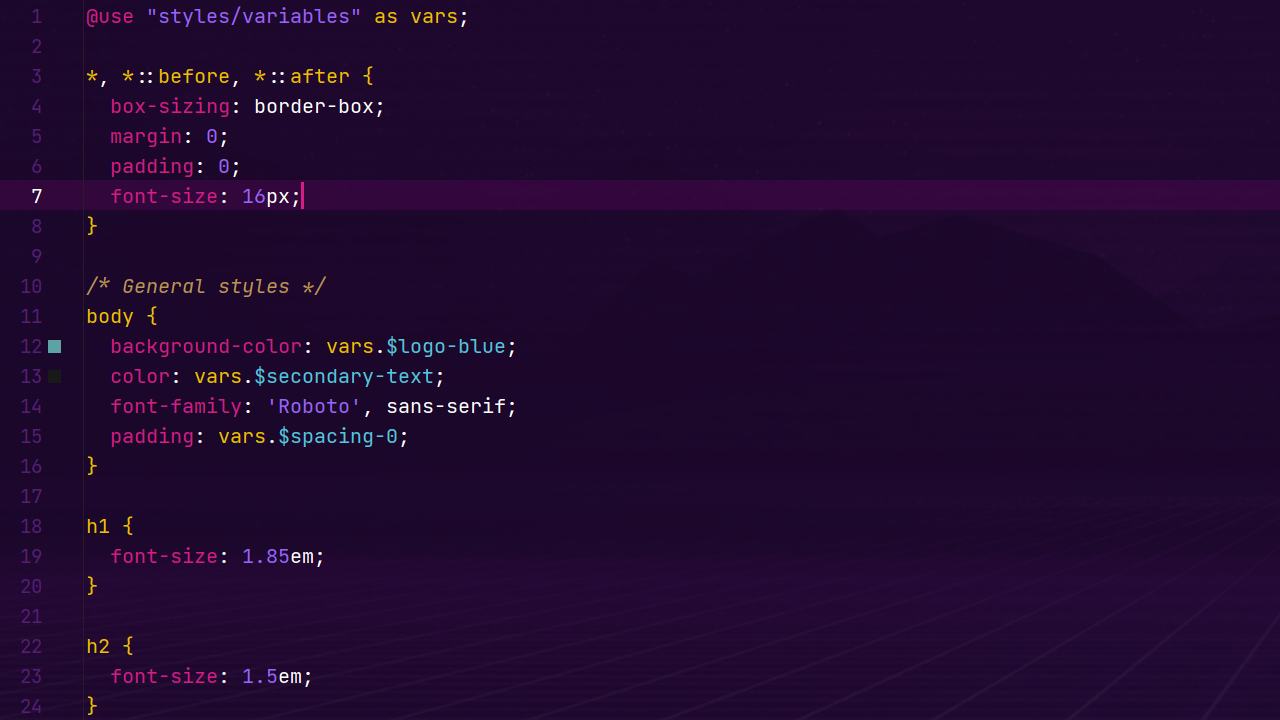 1 @use "styles/variables" as vars;
2
3 *, *::before, *::after {
4   box-sizing: border-box;
5   margin: 0;
6   padding: 0;
7   font-size: 16px;
8 }
9
10 /* General styles */
11 body {
12   background-color: vars.$logo-blue;
13   color: vars.$secondary-text;
14   font-family: 'Roboto', sans-serif;
15   padding: vars.$spacing-0;
16 }
17
18 h1 {
19   font-size: 1.85em;
20 }
21
22 h2 {
23   font-size: 1.5em;
24 }